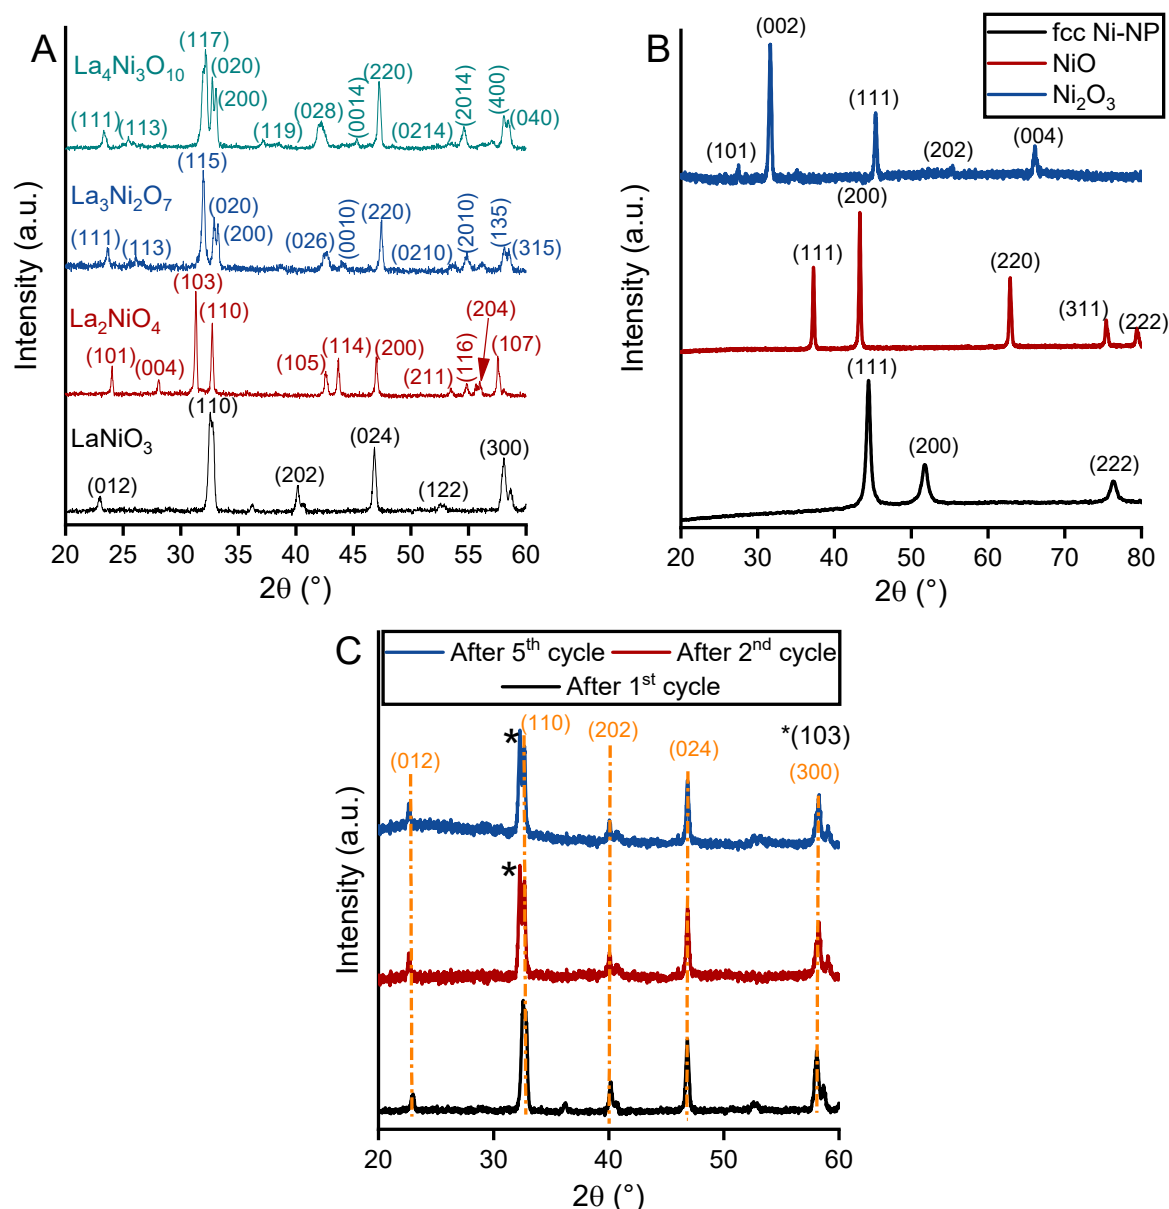 A
La₄Ni₃O₁₀
(111)
(113)
(117)
(020)
(200)
(119)
(028)
(0014)
(220)
(0214)
(2014)
(400)
(040)
La₃Ni₂O₇
(111)
(113)
(115)
(020)
(200)
(026)
(0010)
(220)
(0210)
(2010)
(135)
(315)
La₂NiO₄
(101)
(004)
(103)
(110)
(105)
(114)
(200)
(211)
(116)
(204)
(107)
LaNiO₃
(012)
(110)
(202)
(024)
(122)
(300)
Intensity (a.u.)
20 25 30 35 40 45 50 55 60
2θ (°)
B
fcc Ni-NP
NiO
Ni₂O₃
(101)
(002)
(111)
(202)
(004)
(111)
(200)
(220)
(311)
(222)
(111)
(200)
(222)
Intensity (a.u.)
20 30 40 50 60 70 80
2θ (°)
C
After 5ᵗʰ cycle
After 2ⁿᵈ cycle
After 1ˢᵗ cycle
(012)
*
(110)
(202)
(024)
*(103)
(300)
*
Intensity (a.u.)
20 30 40 50 60
2θ (°)